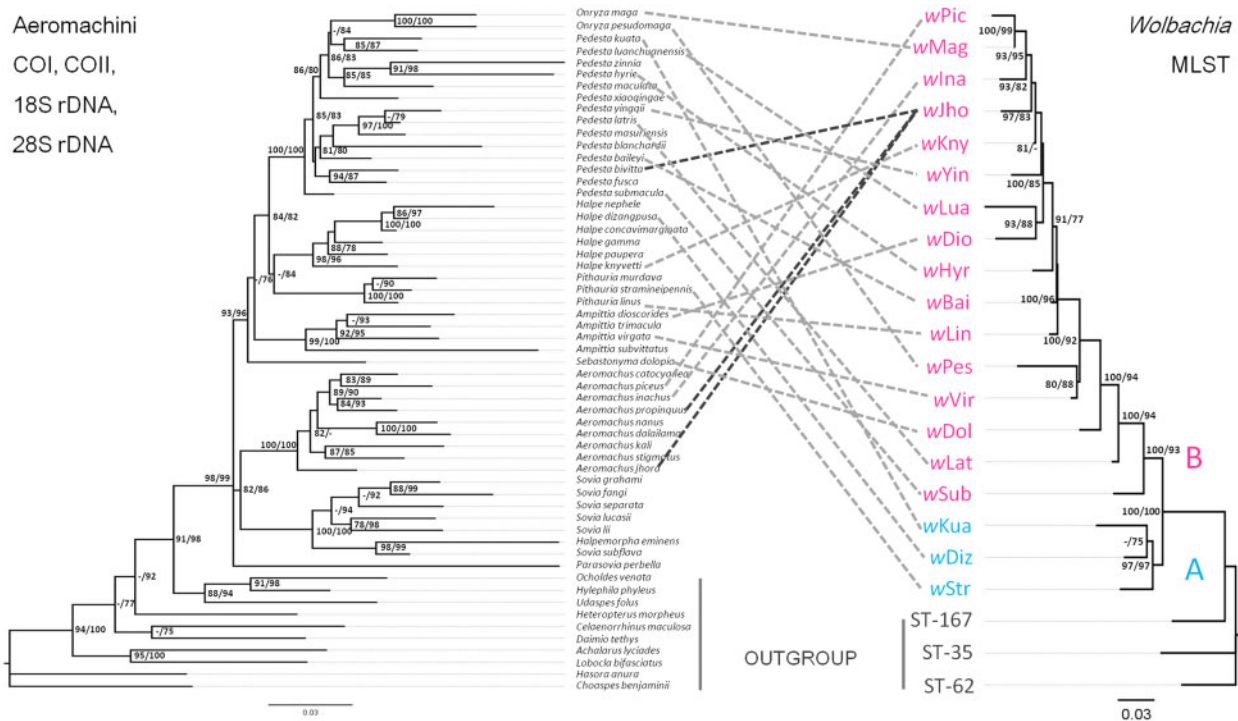 Aeromachini
COI, COII,
18S rDNA,
28S rDNA
Wolbachia
MLST
Onryza maga
Onryza pesudomaga
Pedesta kuata
Pedesta luanchuanensis
Pedesta zinnia
Pedesta hyrie
Pedesta maculata
Pedesta xiaoqingae
Pedesta yingqii
Pedesta latris
Pedesta masuriensis
Pedesta blanchardii
Pedesta baileyi
Pedesta bivitta
Pedesta fusca
Pedesta submacula
Halpe nephele
Halpe dizangpusa
Halpe concavimarginata
Halpe gamma
Halpe paupera
Halpe knyvetti
Pithauria murdava
Pithauria stramineipennis
Pithauria linus
Ampittia dioscorides
Ampittia trimacula
Ampittia virgata
Ampittia subvittatus
Sebastonyma dolopia
Aeromachus catocyanea
Aeromachus piceus
Aeromachus inachus
Aeromachus propinquus
Aeromachus nanus
Aeromachus dalailama
Aeromachus kali
Aeromachus stigmatus
Aeromachus jhora
Sovia grahami
Sovia fangi
Sovia separata
Sovia lucasii
Sovia lii
Halpemorpha eminens
Sovia subflava
Parasovia perbella
Ochlodes venata
Hylephila phyleus
Udaspes folus
Heteropterus morpheus
Celaenorrhinus maculosa
Daimio tethys
Achalarus lyciades
Lobocla bifasciatus
Hasora anura
Choaspes benjaminii
100/100
-/84
85/87
86/83
91/98
86/80
85/85
-/79
85/83
97/100
81/80
100/100
94/87
84/82
86/97
100/100
88/78
-/84
98/96
-/76
-/90
100/100
93/96
-/93
92/95
99/100
83/89
89/90
84/93
82/-
100/100
100/100
87/85
98/99
82/86
88/99
-/92
-/94
78/98
100/100
98/99
91/98
91/98
88/94
-/92
-/77
94/100
-/75
95/100
0.03
OUTGROUP
wPic
wMag
wIna
wJho
wKny
wYin
wLua
wDio
wHyr
wBai
wLin
wPes
wVir
wDol
wLat
wSub
wKua
wDiz
wStr
ST-167
ST-35
ST-62
100/99
93/95
93/82
97/83
81/-
100/85
93/88
91/77
100/96
100/92
80/88
100/94
100/94
100/93
B
100/100
-/75
97/97
A
0.03